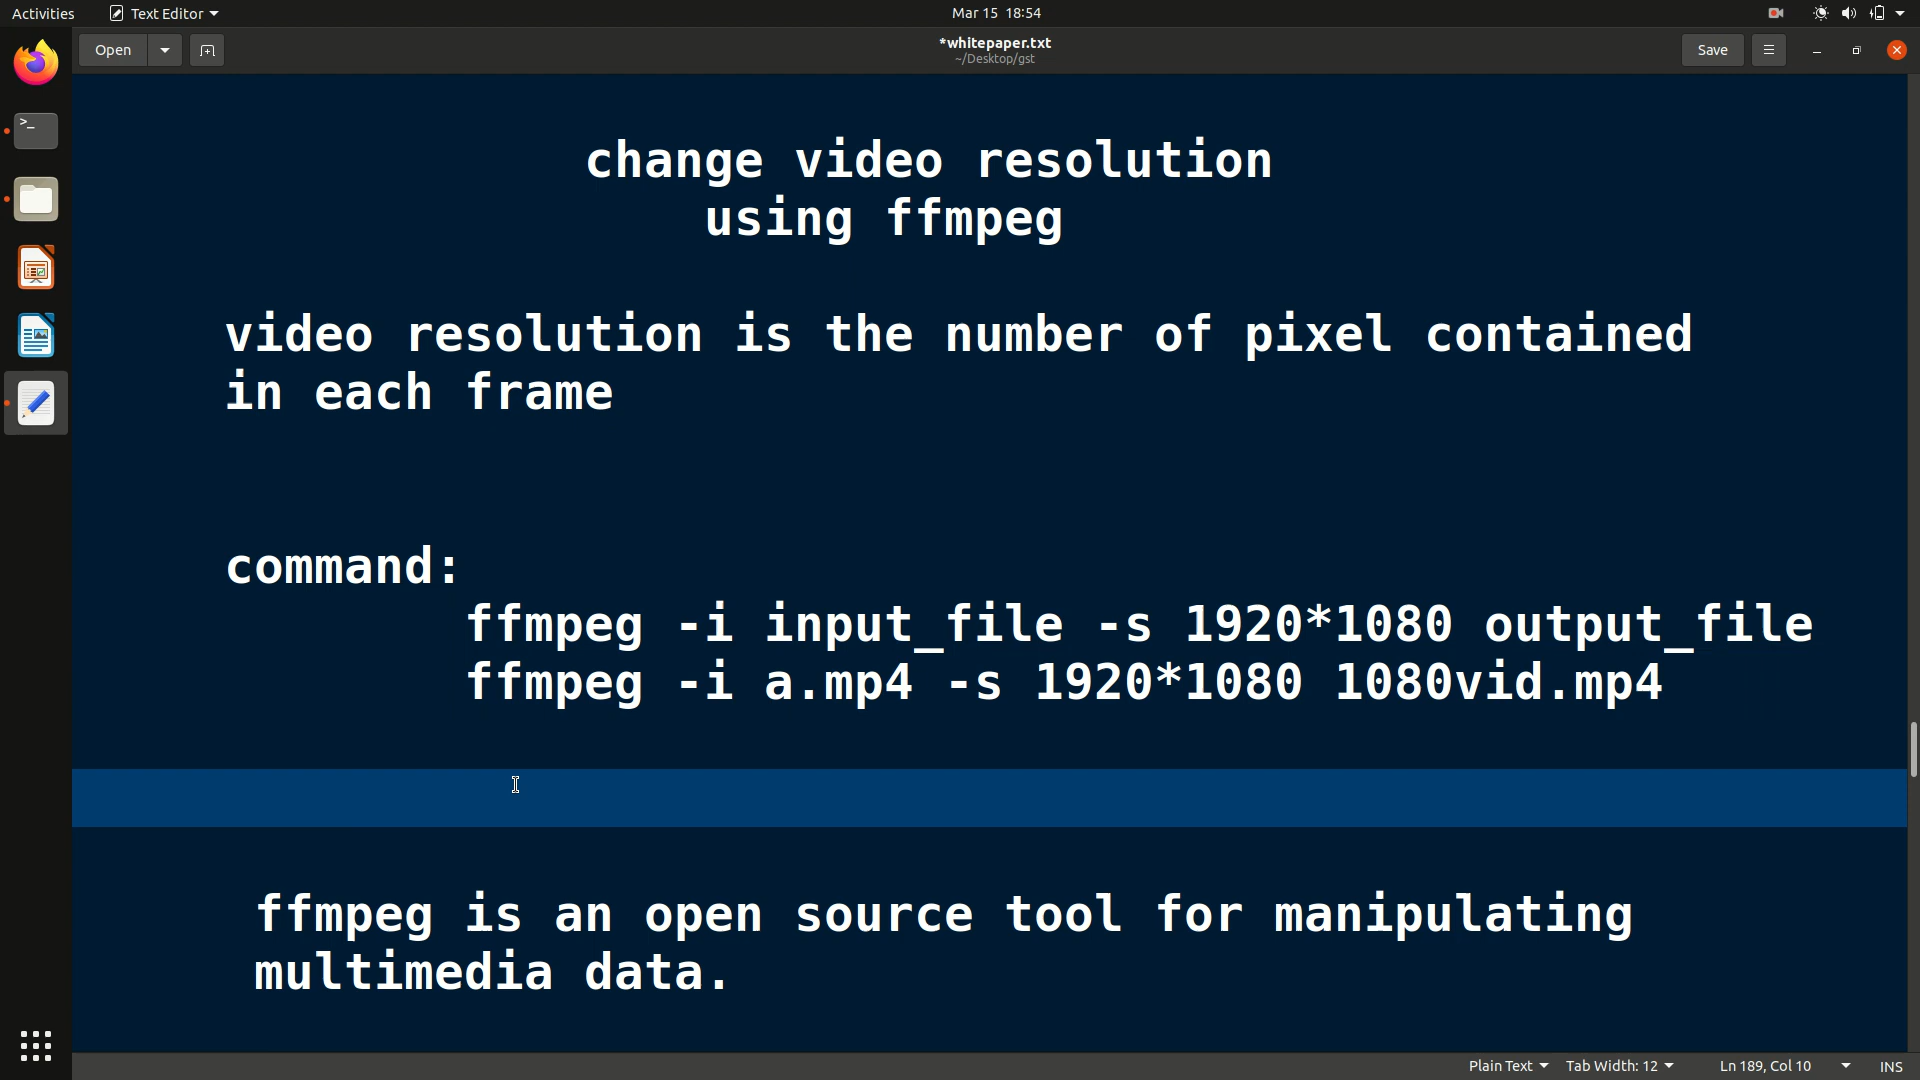 Activities
Text Editor
Mar 15 18:54
Open
*whitepaper.txt
~/Desktop/gst
Save
change video resolution
using ffmpeg
video resolution is the number of pixel contained
in each frame
command:
ffmpeg -i input_file -s 1920*1080 output_file
ffmpeg -i a.mp4 -s 1920*1080 1080vid.mp4
ffmpeg is an open source tool for manipulating
multimedia data.
Plain Text
Tab Width: 12
Ln 189, Col 10
INS